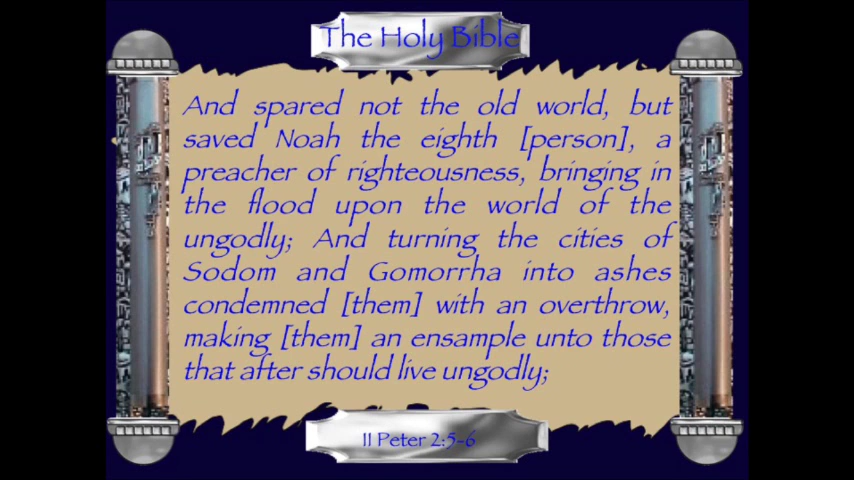 The Holy Bible
And spared not the old world, but
saved Noah the eighth [person], a
preacher of righteousness, bringing in
the flood upon the world of the
ungodly; And turning the cities of
Sodom and Gomorrha into ashes
condemned [them] with an overthrow,
making [them] an ensample unto those
that after should live ungodly;
II Peter 2:5-6